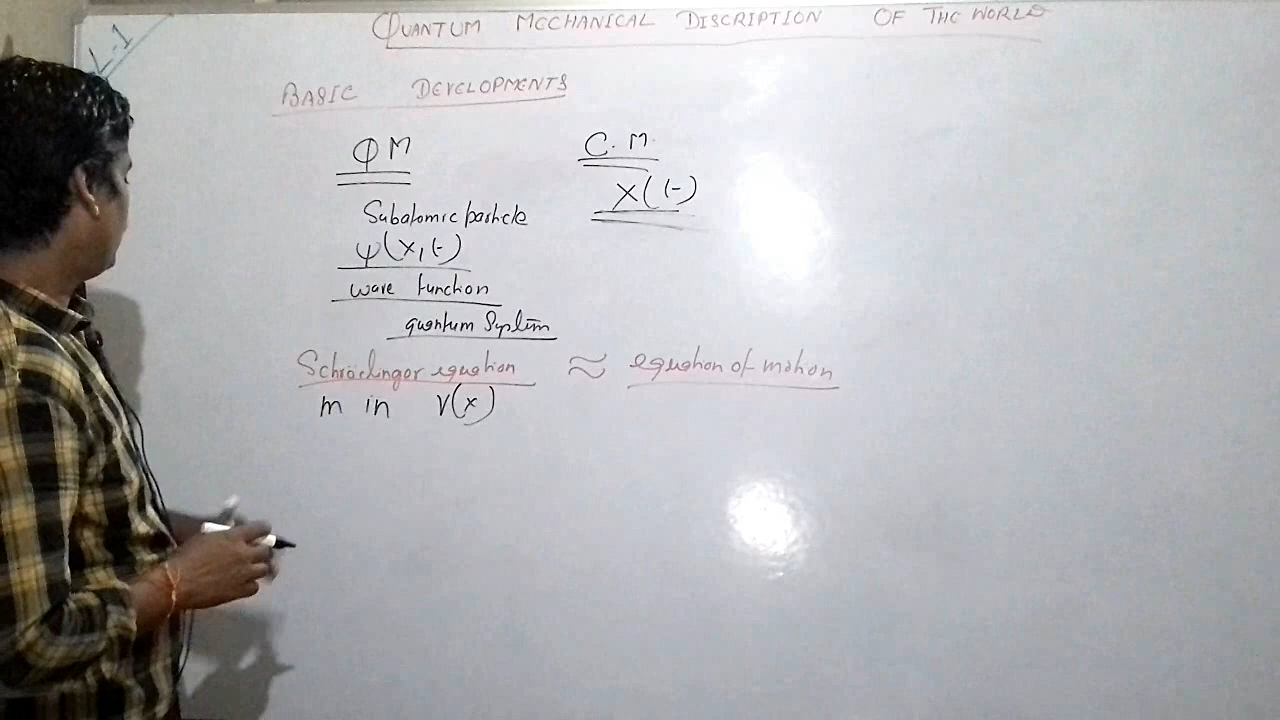 L-1
QUANTUM MECHANICAL DISCRIPTION OF THE WORLD
BASIC DEVELOPMENTS
QM
C.M.
X(t)
Subatomic particle
ψ(x,t)
wave function
quantum System
Schrödinger equation ≈ equation of motion
m in V(x)